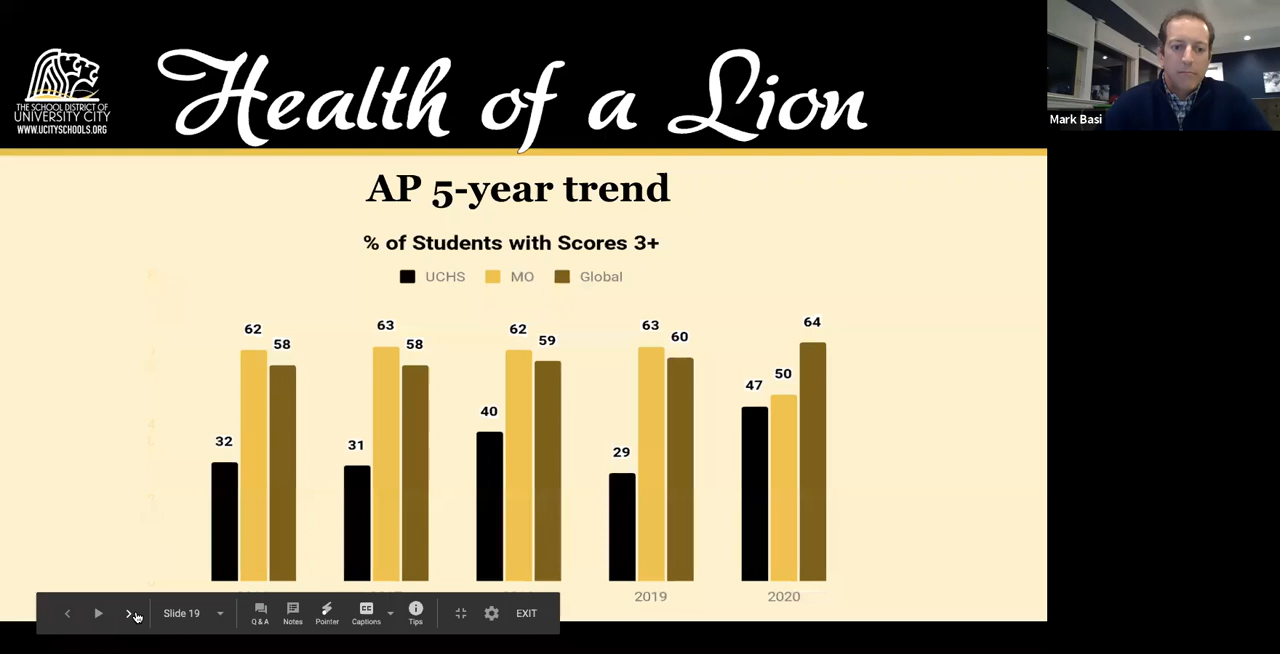 THE SCHOOL DISTRICT OF
UNIVERSITY CITY
WWW.UCITYSCHOOLS.ORG
Health of a Lion
Mark Basi
AP 5-year trend
% of Students with Scores 3+
UCHS MO Global
32 62 58
31 63 58
40 62 59
29 63 60
47 50 64
2019 2020
Slide 19
Q & A Notes Pointer CC Captions Tips EXIT